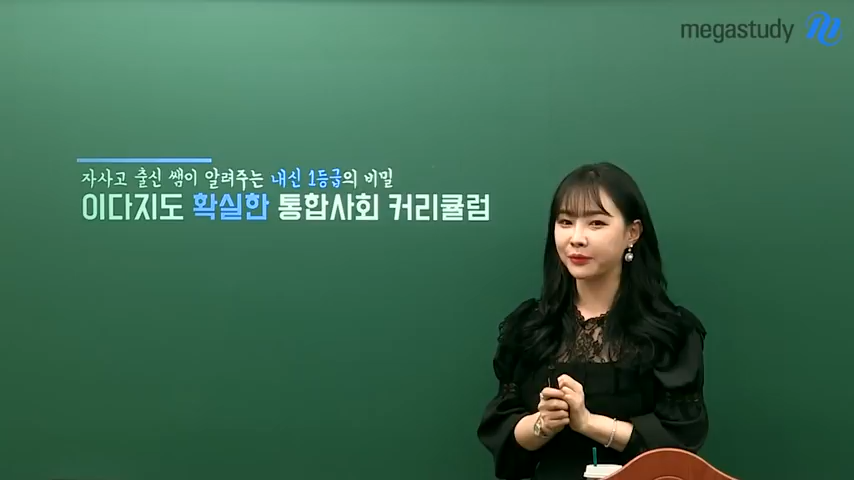 megastudy
자사고 출신 쌤이 알려주는 내신 1등급의 비밀
이다지도 확실한 통합사회 커리큘럼